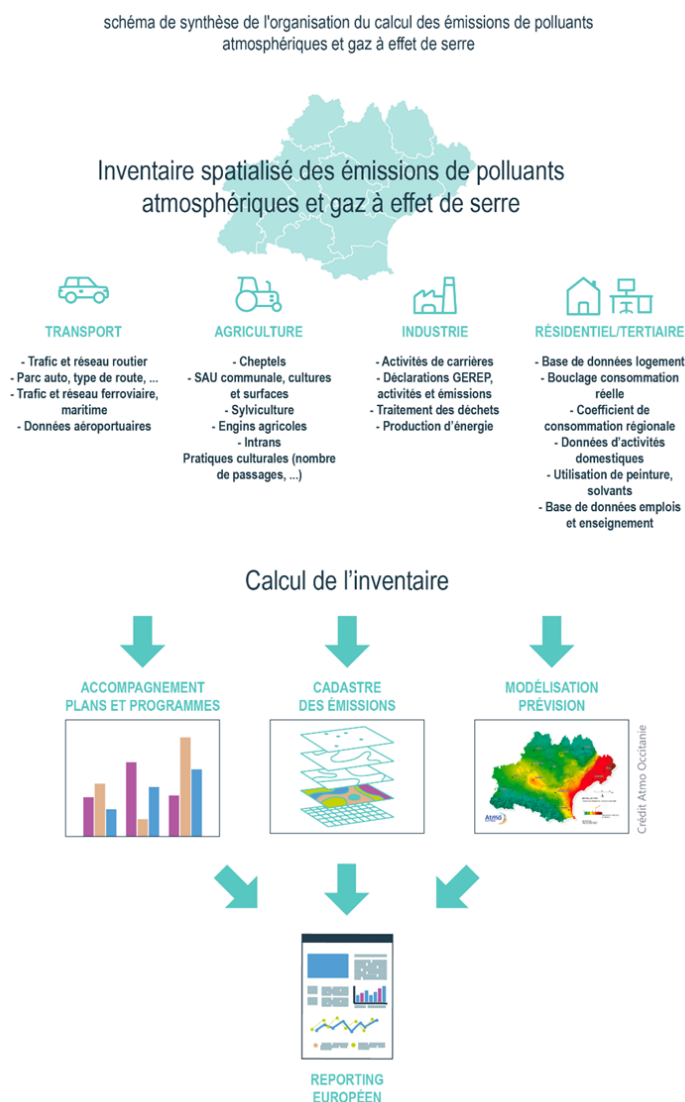 schéma de synthèse de l'organisation du calcul des émissions de polluants
atmosphériques et gaz à effet de serre
Inventaire spatialisé des émissions de polluants
atmosphériques et gaz à effet de serre
TRANSPORT
- Trafic et réseau routier
- Parc auto, type de route, ...
- Trafic et réseau ferroviaire,
maritime
- Données aéroportuaires
AGRICULTURE
- Cheptels
- SAU communale, cultures
et surfaces
- Sylviculture
- Engins agricoles
- Intrans
Pratiques culturales (nombre
de passages, ...)
INDUSTRIE
- Activités de carrières
- Déclarations GEREP,
activités et émissions
- Traitement des déchets
- Production d'énergie
RÉSIDENTIEL/TERTIAIRE
- Base de données logement
- Bouclage consommation
réelle
- Coefficient de
consommation régionale
- Données d'activités
domestiques
- Utilisation de peinture,
solvants
- Base de données emplois
et enseignement
Calcul de l'inventaire
ACCOMPAGNEMENT
PLANS ET PROGRAMMES
CADASTRE
DES ÉMISSIONS
MODÉLISATION
PRÉVISION
Atmo
Crédit Atmo Occitanie
REPORTING
EUROPÉEN